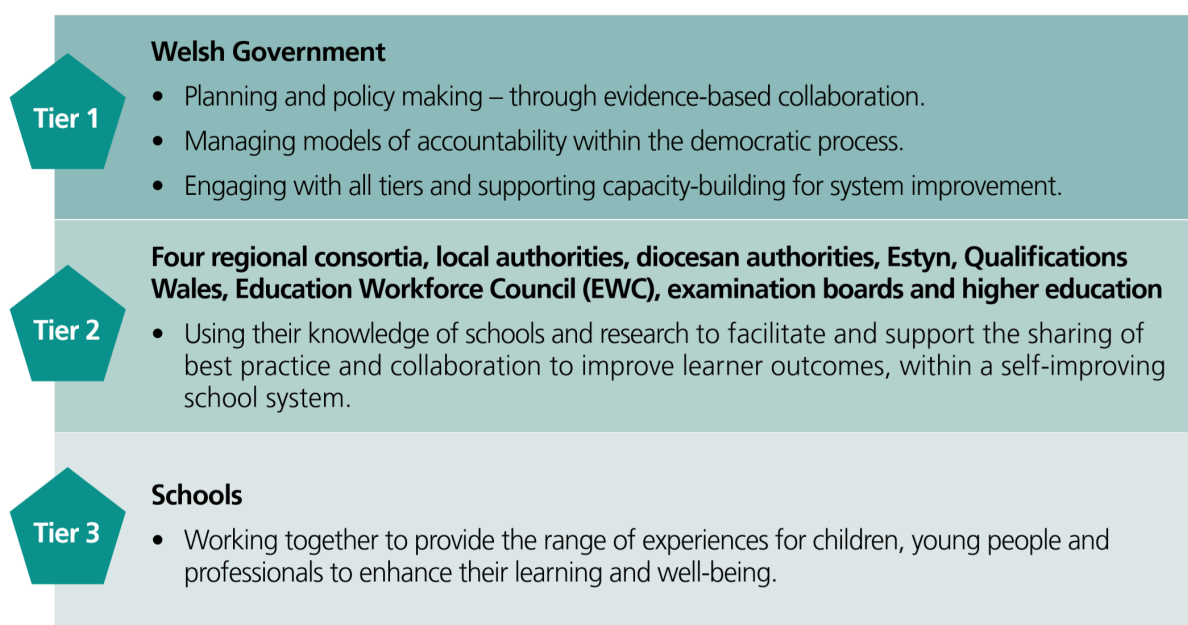 Tier 1
Welsh Government
• Planning and policy making – through evidence-based collaboration.
• Managing models of accountability within the democratic process.
• Engaging with all tiers and supporting capacity-building for system improvement.
Tier 2
Four regional consortia, local authorities, diocesan authorities, Estyn, Qualifications
Wales, Education Workforce Council (EWC), examination boards and higher education
• Using their knowledge of schools and research to facilitate and support the sharing of
best practice and collaboration to improve learner outcomes, within a self-improving
school system.
Tier 3
Schools
• Working together to provide the range of experiences for children, young people and
professionals to enhance their learning and well-being.